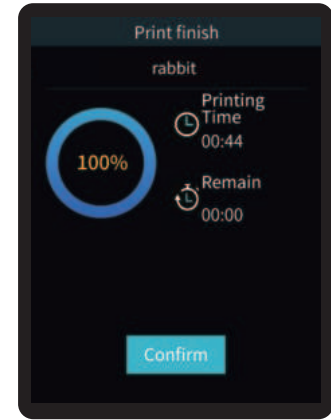 Print finish
rabbit
100%
Printing
Time
00:44
Remain
00:00
Confirm